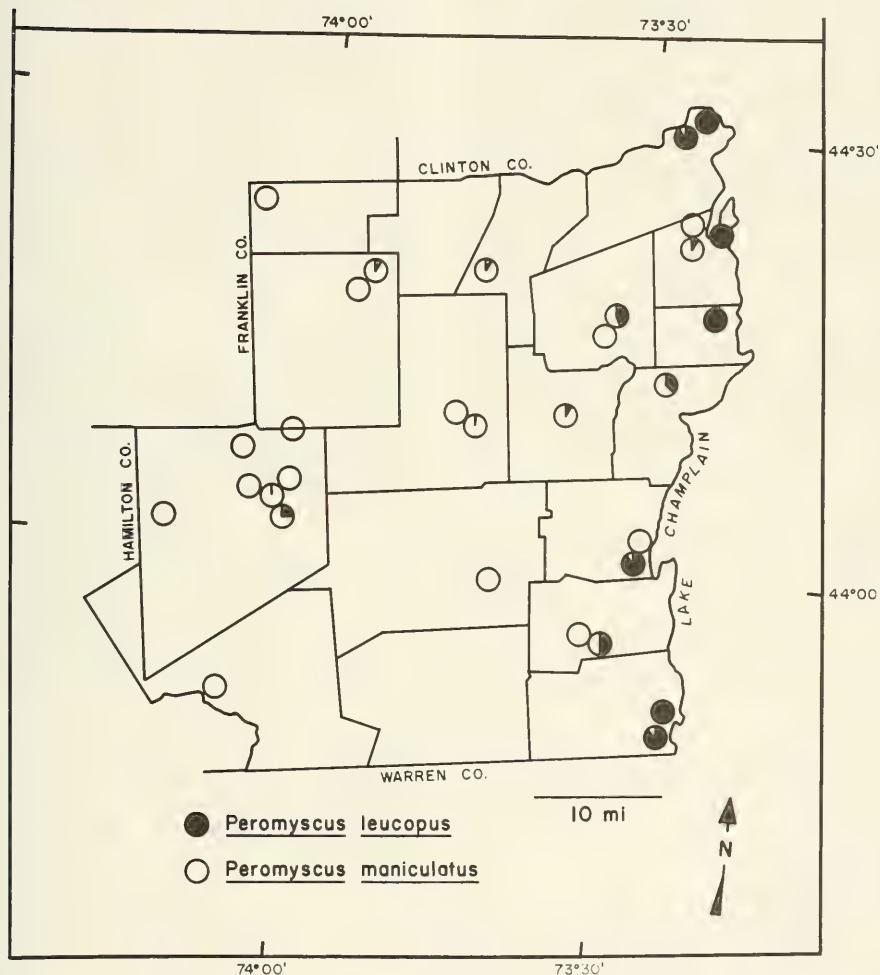 74°00'
73°30'
44°30'
CLINTON CO.
FRANKLIN CO.
HAMILTON CO.
CHAMPLAIN
LAKE
44°00'
WARREN CO.
10 mi
Peromyscus leucopus
Peromyscus maniculatus
N
74°00'
73°30'